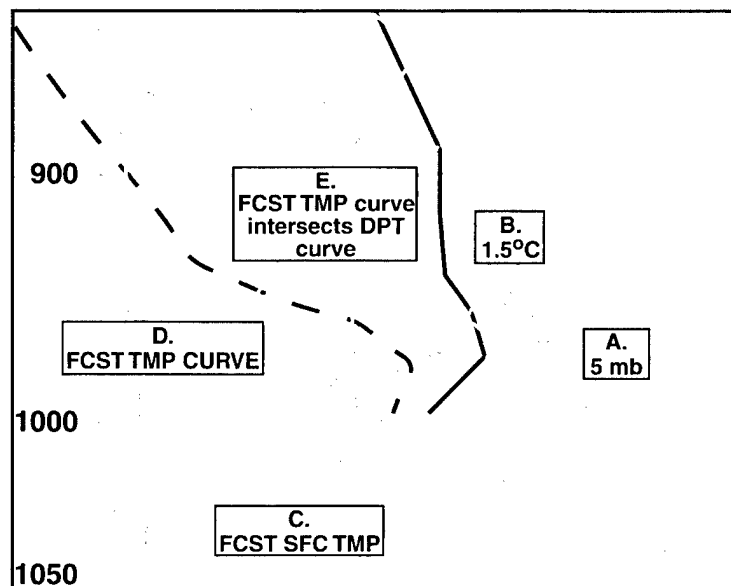 900
E.
FCST TMP curve
intersects DPT
curve
B.
1.5°C
D.
FCST TMP CURVE
A.
5 mb
1000
C.
FCST SFC TMP
1050